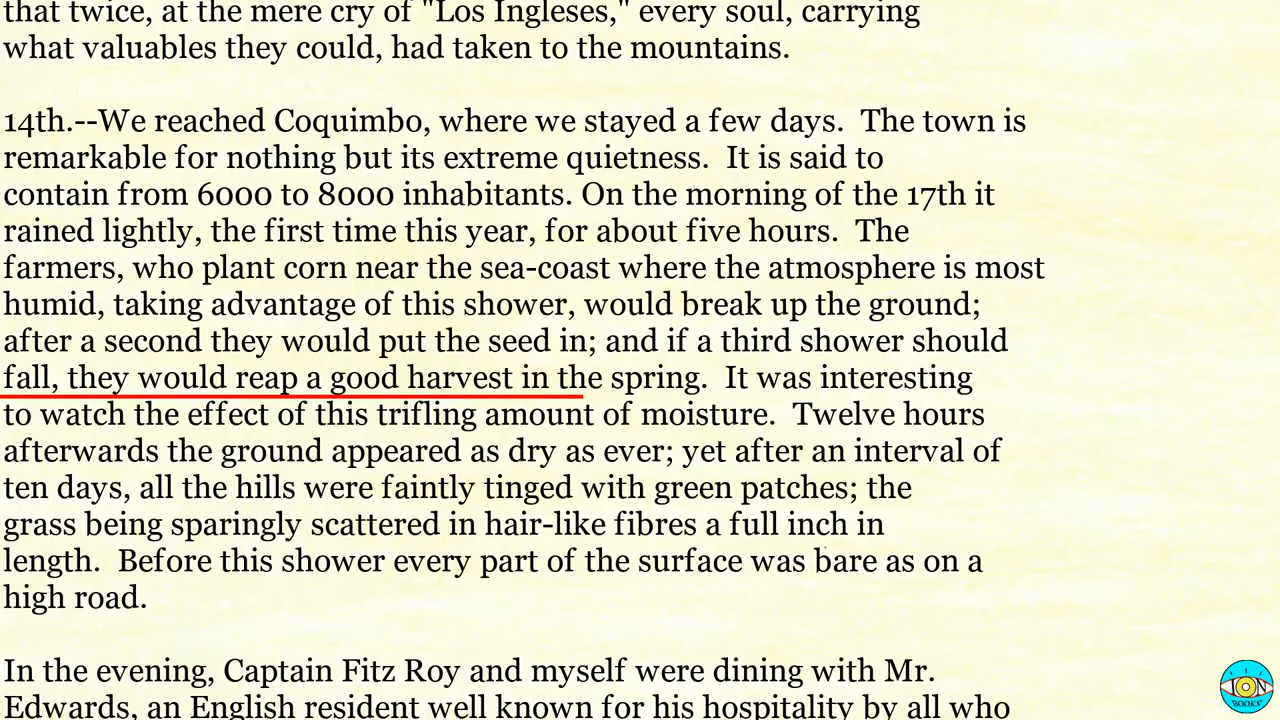 that twice, at the mere cry of "Los Ingleses," every soul, carrying
what valuables they could, had taken to the mountains.
14th.--We reached Coquimbo, where we stayed a few days.  The town is
remarkable for nothing but its extreme quietness.  It is said to
contain from 6000 to 8000 inhabitants. On the morning of the 17th it
rained lightly, the first time this year, for about five hours.  The
farmers, who plant corn near the sea-coast where the atmosphere is most
humid, taking advantage of this shower, would break up the ground;
after a second they would put the seed in; and if a third shower should
fall, they would reap a good harvest in the spring.  It was interesting
to watch the effect of this trifling amount of moisture.  Twelve hours
afterwards the ground appeared as dry as ever; yet after an interval of
ten days, all the hills were faintly tinged with green patches; the
grass being sparingly scattered in hair-like fibres a full inch in
length.  Before this shower every part of the surface was bare as on a
high road.
In the evening, Captain Fitz Roy and myself were dining with Mr.
Edwards, an English resident well known for his hospitality by all who
ION
BOOKS